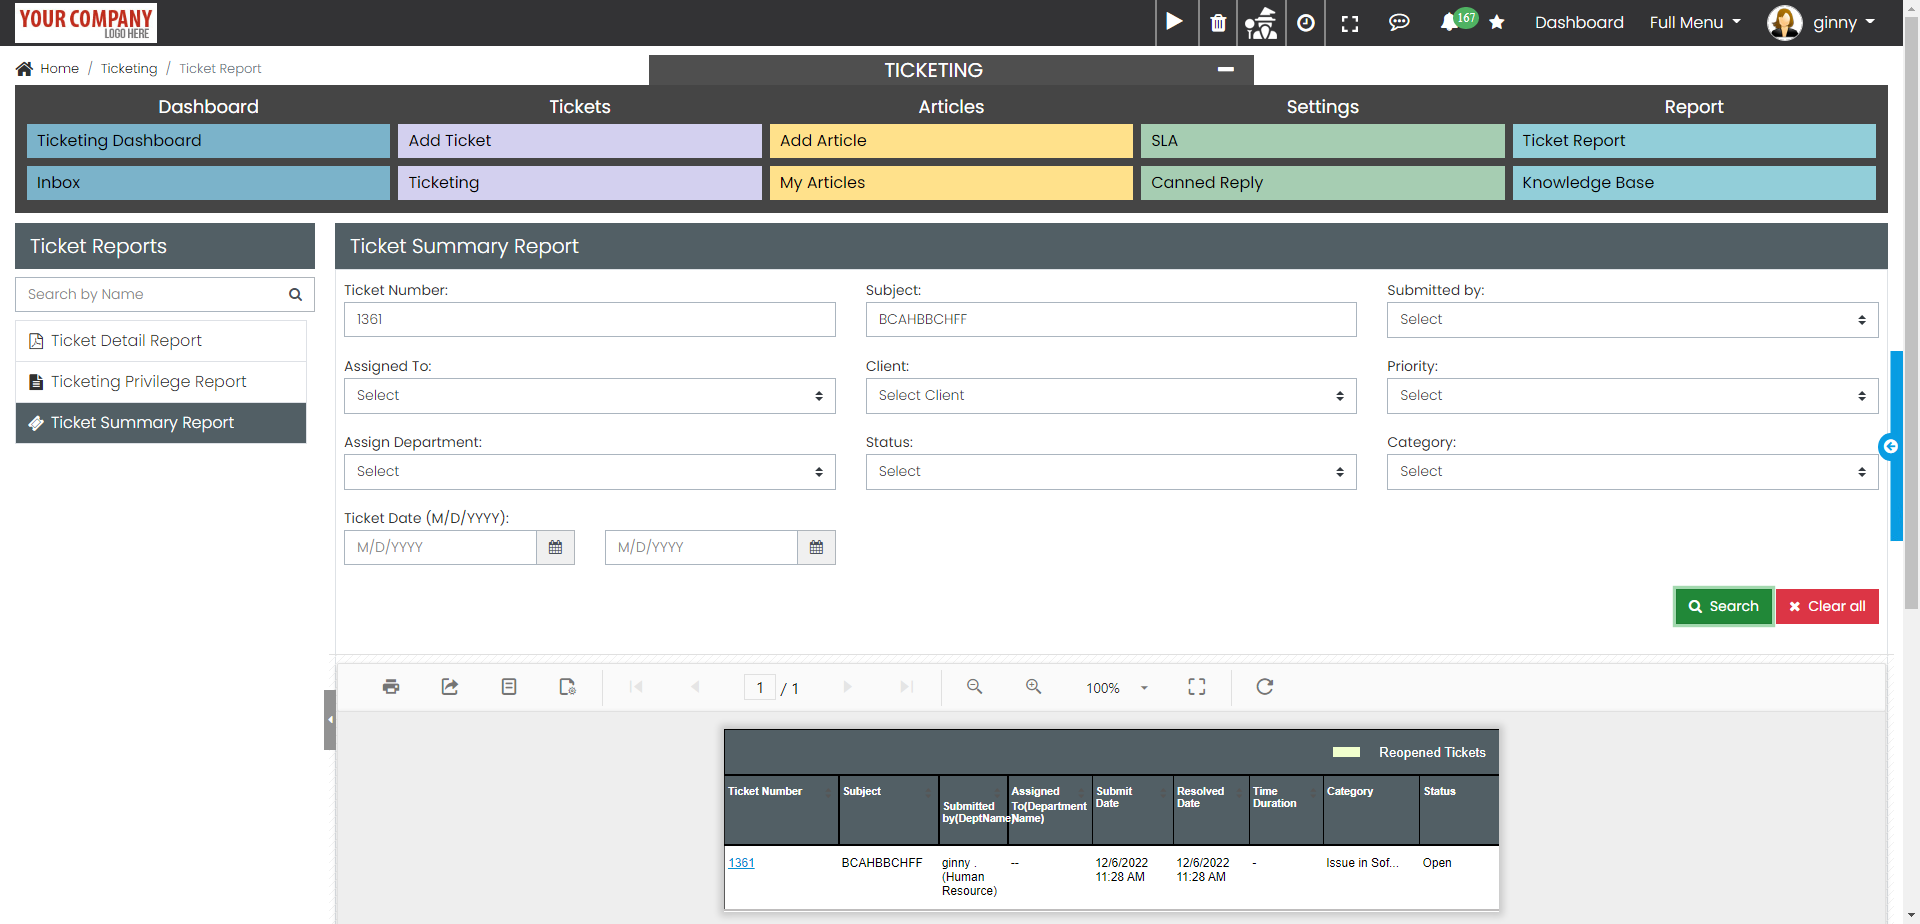 YOUR COMPANY
LOGO HERE
167
Dashboard
Full Menu
ginny
Home / Ticketing / Ticket Report
TICKETING
Dashboard
Tickets
Articles
Settings
Report
Ticketing Dashboard
Add Ticket
Add Article
SLA
Ticket Report
Inbox
Ticketing
My Articles
Canned Reply
Knowledge Base
Ticket Reports
Search by Name
Ticket Detail Report
Ticketing Privilege Report
Ticket Summary Report
Ticket Summary Report
Ticket Number:
Subject:
Submitted by:
1361
BCAHBBCHFF
Select
Assigned To:
Client:
Priority:
Select
Select Client
Select
Assign Department:
Status:
Category:
Select
Select
Select
Ticket Date (M/D/YYYY):
M/D/YYYY
M/D/YYYY
Search
Clear all
1 / 1
100%
Reopened Tickets
Ticket Number
Subject
Submitted
by(DeptName)
Assigned
To(Department
Name)
Submit
Date
Resolved
Date
Time
Duration
Category
Status
1361
BCAHBBCHFF
ginny .
(Human
Resource)
--
12/6/2022
11:28 AM
12/6/2022
11:28 AM
-
Issue in Sof...
Open